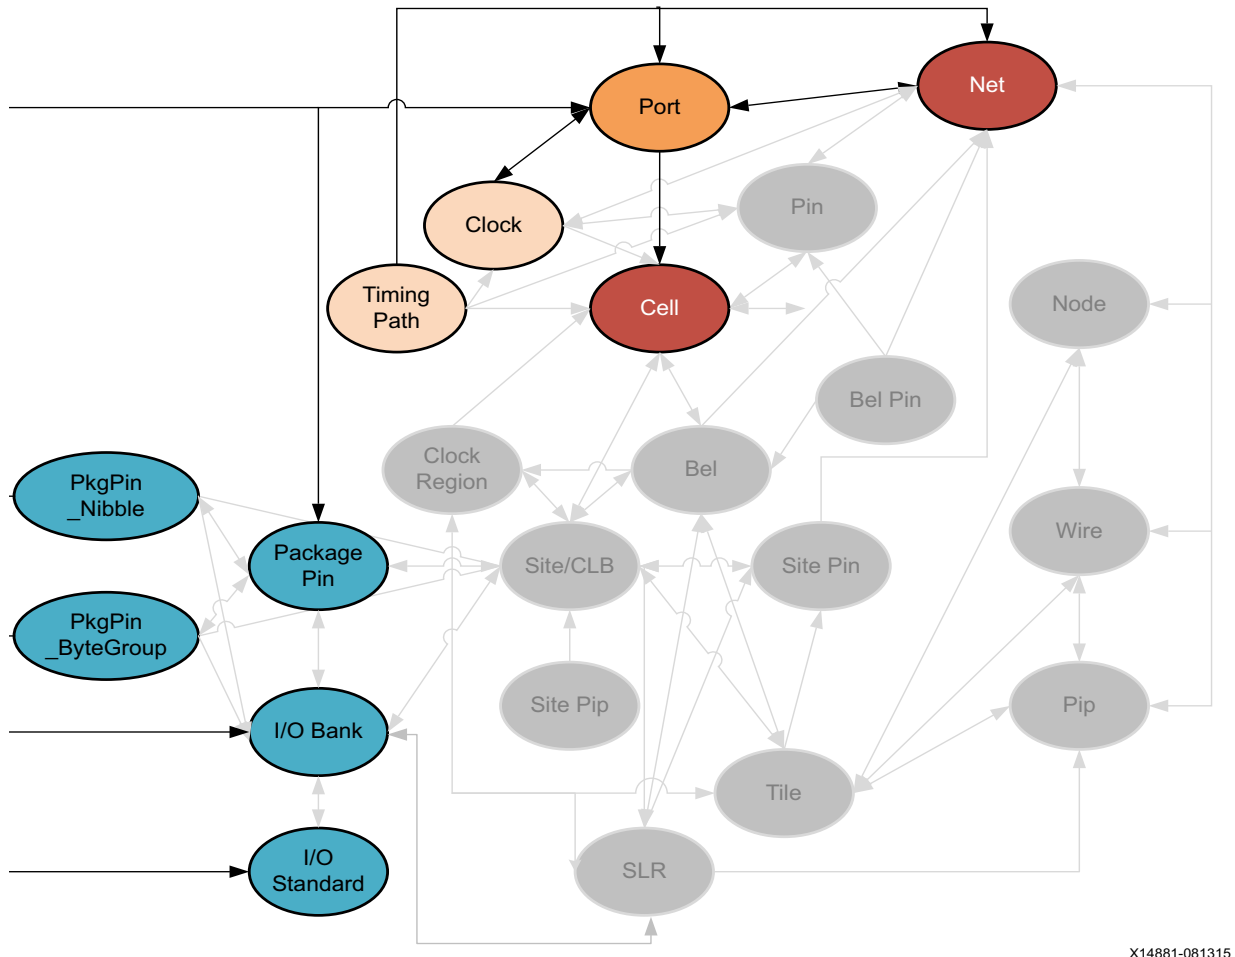 Net
Port
Pin
Clock
Timing
Path
Cell
Node
Bel Pin
Clock
Region
Bel
PkgPin
_Nibble
Wire
Package
Pin
Site/CLB
Site Pin
PkgPin
_ByteGroup
Site Pip
Pip
I/O Bank
Tile
I/O
Standard
SLR
X14881-081315